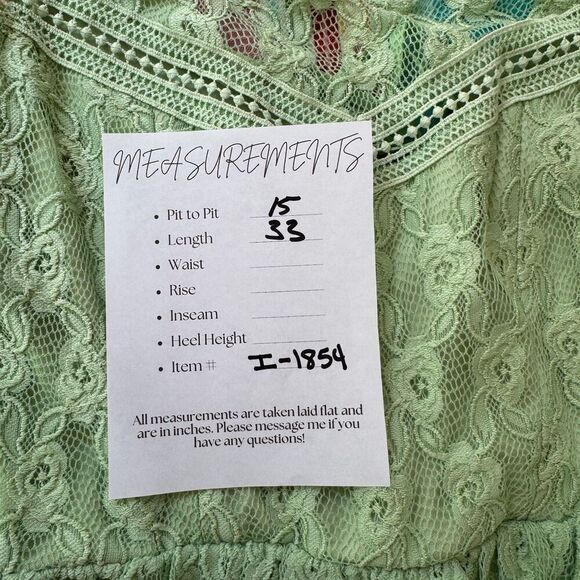 MEASUREMENTS
• Pit to Pit 15
• Length 33
• Waist
• Rise
• Inseam
• Heel Height
• Item # I-1854
All measurements are taken laid flat and
are in inches. Please message me if you
have any questions!